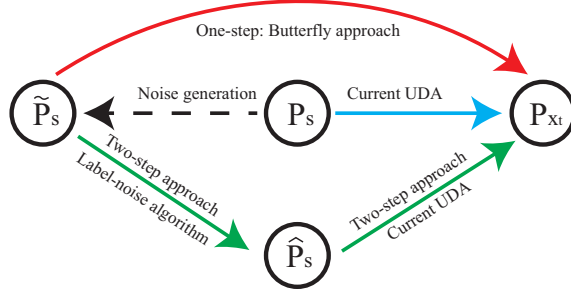 One-step: Butterfly approach
P̃s
Noise generation
Ps
Current UDA
Pxt
Two-step approach
Label-noise algorithm
P̂s
Two-step approach
Current UDA